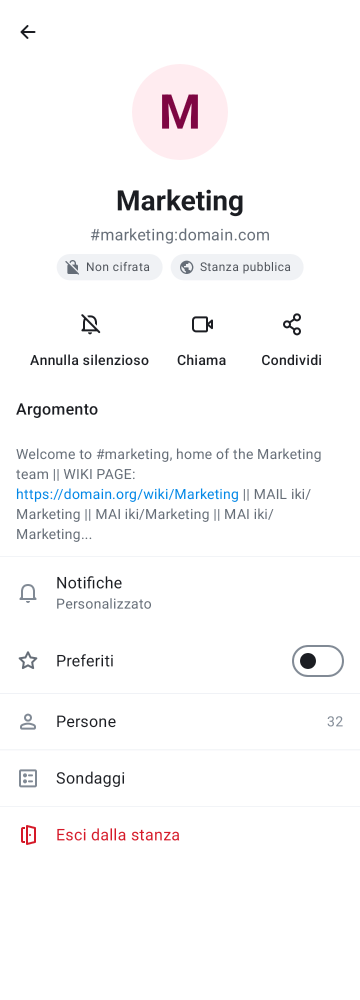 M
Marketing
#marketing:domain.com
Non cifrata
Stanza pubblica
Annulla silenzioso
Chiama
Condividi
Argomento
Welcome to #marketing, home of the Marketing
team || WIKI PAGE:
https://domain.org/wiki/Marketing || MAIL iki/
Marketing || MAI iki/Marketing || MAI iki/
Marketing...
Notifiche
Personalizzato
Preferiti
Persone 32
Sondaggi
Esci dalla stanza